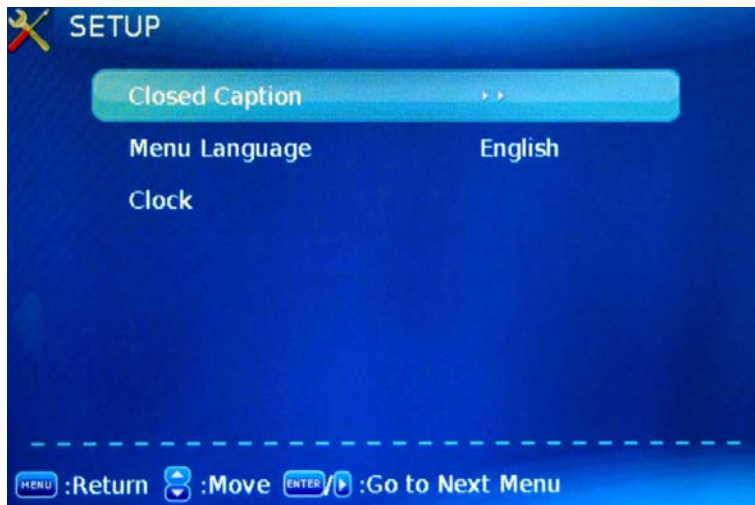 SETUP
Closed Caption
Menu Language English
Clock
MENU :Return :Move ENTER/ :Go to Next Menu